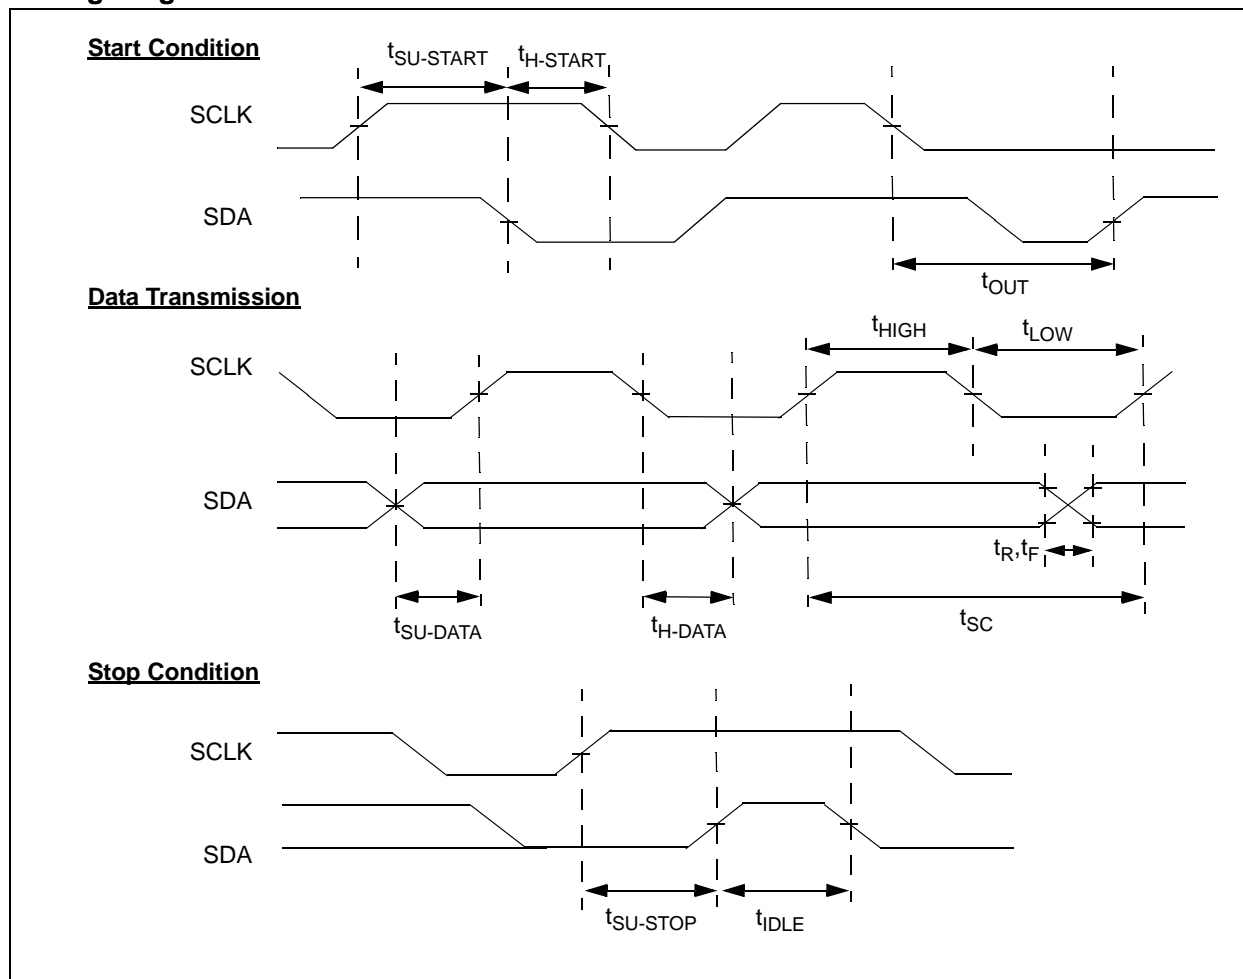 Start Condition
tSU-START
tH-START
SCLK
SDA
tOUT
Data Transmission
tHIGH
tLOW
SCLK
SDA
tR,tF
tSU-DATA
tH-DATA
tSC
Stop Condition
SCLK
SDA
tSU-STOP
tIDLE